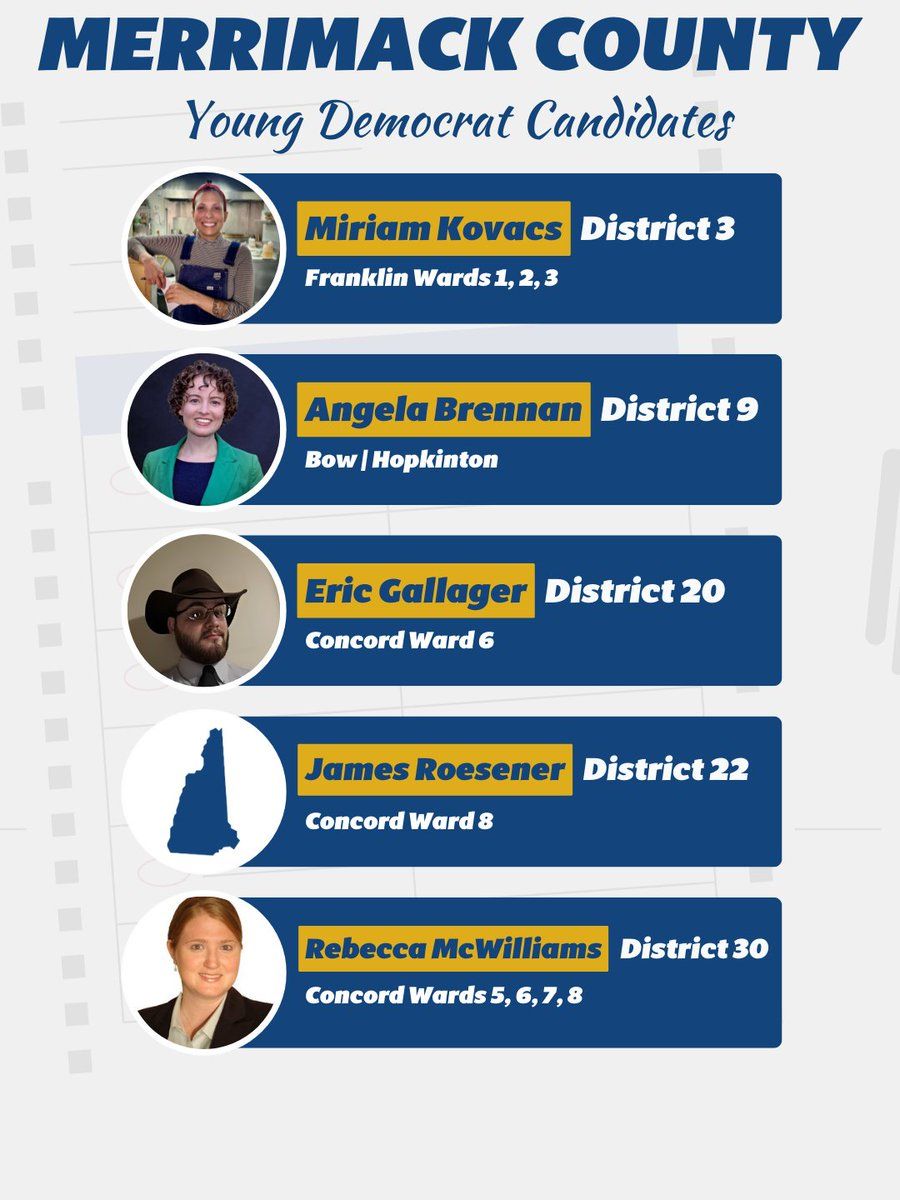 MERRIMACK COUNTY
Young Democrat Candidates
Miriam Kovacs District 3
Franklin Wards 1, 2, 3
Angela Brennan District 9
Bow | Hopkinton
Eric Gallager District 20
Concord Ward 6
James Roesener District 22
Concord Ward 8
Rebecca McWilliams District 30
Concord Wards 5, 6, 7, 8